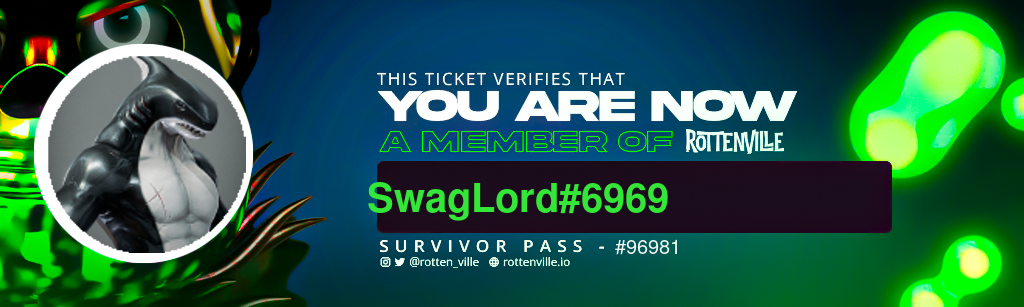 THIS TICKET VERIFIES THAT
YOU ARE NOW
A MEMBER OF ROTTENVILLE
SwagLord#6969
SURVIVOR PASS - #96981
@rotten_ville rottenville.io